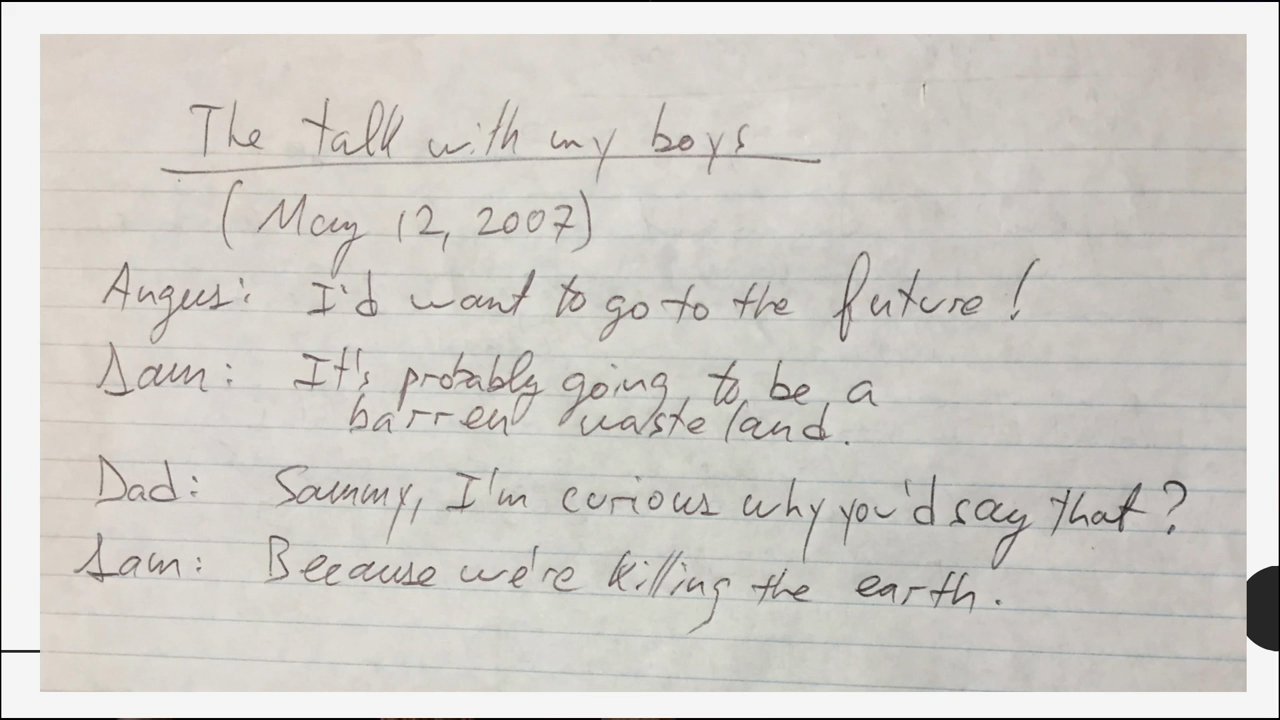 The talk with my boys
(May 12, 2007)
Angus: I'd want to go to the future!
Sam: It's probably going to be a
barren wasteland.
Dad: Sammy, I'm curious why you'd say that?
Sam: Because we're killing the earth.